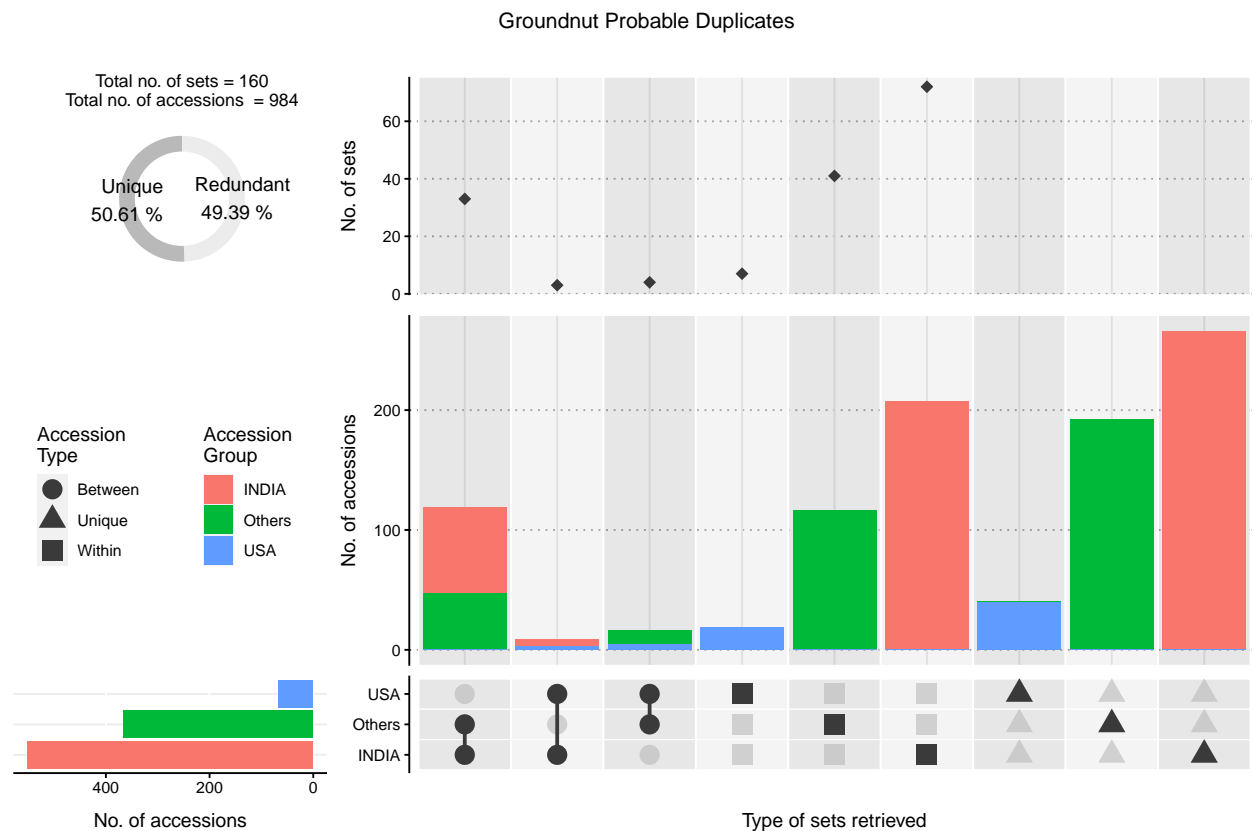 Groundnut Probable Duplicates
Total no. of sets = 160
Total no. of accessions  = 984
Unique
50.61 %
Redundant
49.39 %
No. of sets
60
40
20
0
No. of accessions
200
100
0
Accession
Type
Between
Unique
Within
Accession
Group
INDIA
Others
USA
USA
Others
INDIA
400
200
0
No. of accessions
Type of sets retrieved